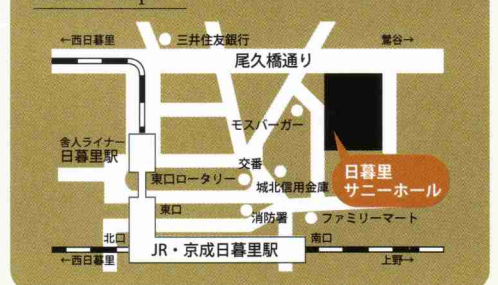 ←西日暮里
三井住友銀行
鶯谷→
尾久橋通り
モスバーガー
舎人ライナー
日暮里駅
交番
東口ロータリー
城北信用金庫
日暮里
サニーホール
東口
消防署
ファミリーマート
北口
南口
JR・京成日暮里駅
←西日暮里
上野→